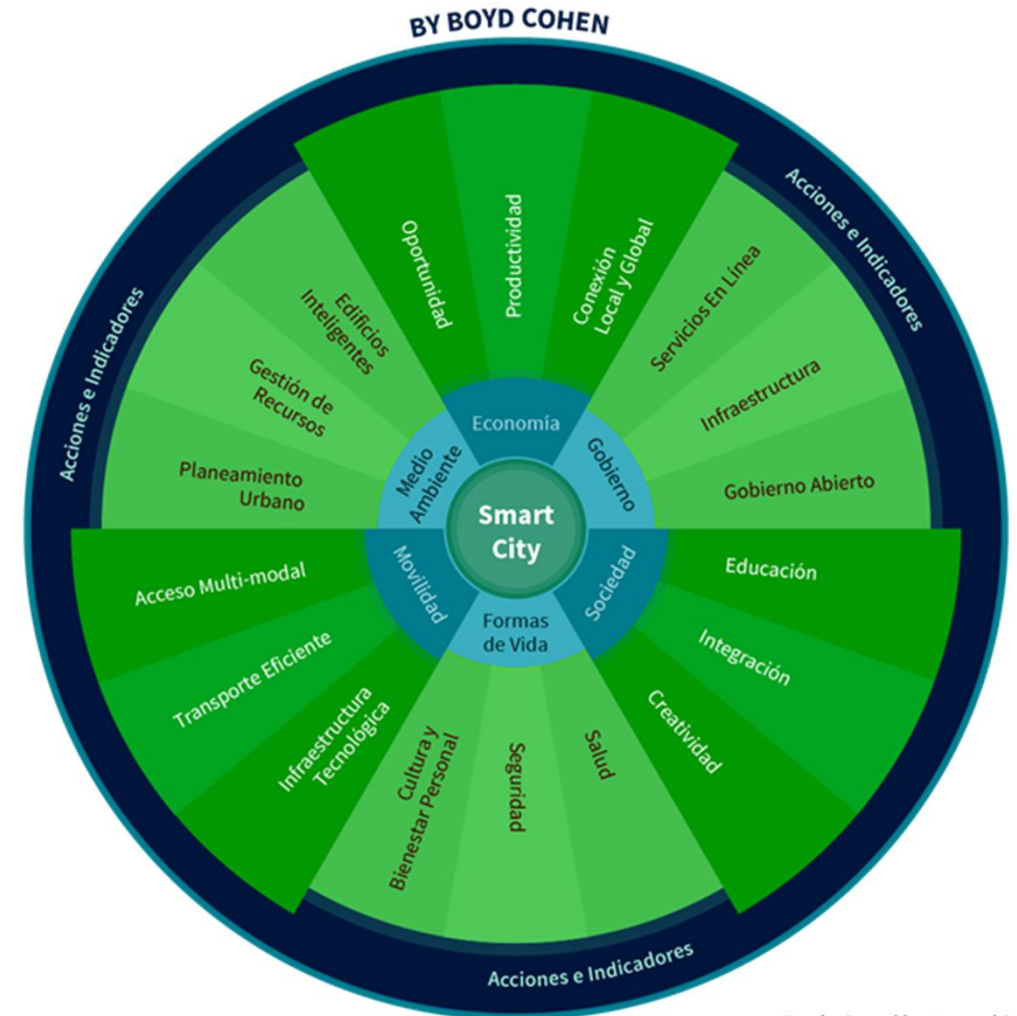 BY BOYD COHEN
Acciones e Indicadores
Acciones e Indicadores
Acciones e Indicadores
Smart
City
Economía
Oportunidad
Productividad
Conexión
Local y Global
Gobierno
Servicios En Línea
Infraestructura
Gobierno Abierto
Sociedad
Educación
Integración
Creatividad
Formas
de Vida
Salud
Seguridad
Cultura y
Bienestar Personal
Movilidad
Infraestructura
Tecnológica
Transporte Eficiente
Acceso Multi-modal
Medio
Ambiente
Planeamiento
Urbano
Gestión de
Recursos
Edificios
Inteligentes